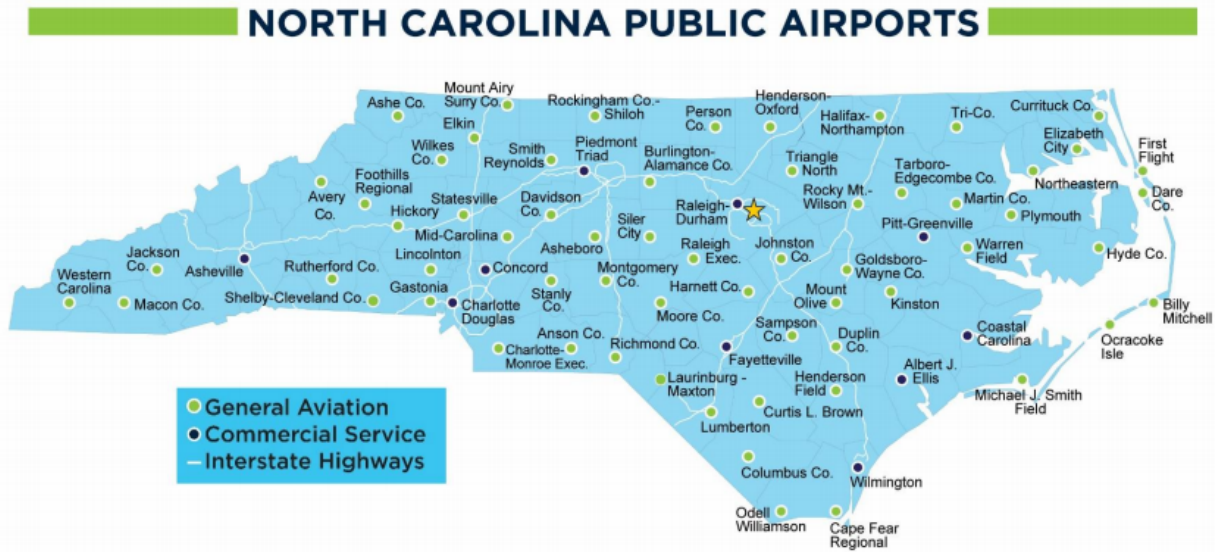 NORTH CAROLINA PUBLIC AIRPORTS
Mount Airy
Surry Co.
Ashe Co.
Rockingham Co.-
Shiloh
Person
Co.
Henderson-
Oxford
Halifax-
Northampton
Tri-Co.
Currituck Co.
Elkin
Elizabeth
City
First
Flight
Wilkes
Co.
Smith
Reynolds
Piedmont
Triad
Burlington-
Alamance Co.
Triangle
North
Tarboro-
Edgecombe Co.
Northeastern
Foothills
Regional
Avery
Co.
Statesville
Davidson
Co.
Rocky Mt.-
Wilson
Martin Co.
Dare
Co.
Hickory
Raleigh-
Durham
Plymouth
Siler
City
Pitt-Greenville
Mid-Carolina
Asheboro
Raleigh
Exec.
Johnston
Co.
Warren
Field
Hyde Co.
Jackson
Co.
Asheville
Lincolnton
Rutherford Co.
Concord
Montgomery
Co.
Goldsboro-
Wayne Co.
Western
Carolina
Macon Co.
Shelby-Cleveland Co.
Gastonia
Stanly
Co.
Harnett Co.
Mount
Olive
Kinston
Charlotte
Douglas
Moore Co.
Billy
Mitchell
Anson Co.
Richmond Co.
Sampson
Co.
Duplin
Co.
Coastal
Carolina
Ocracoke
Isle
Charlotte-
Monroe Exec.
Fayetteville
Albert J.
Ellis
Laurinburg -
Maxton
Henderson
Field
Michael J. Smith
Field
Curtis L. Brown
Lumberton
General Aviation
Commercial Service
Interstate Highways
Columbus Co.
Wilmington
Odell
Williamson
Cape Fear
Regional